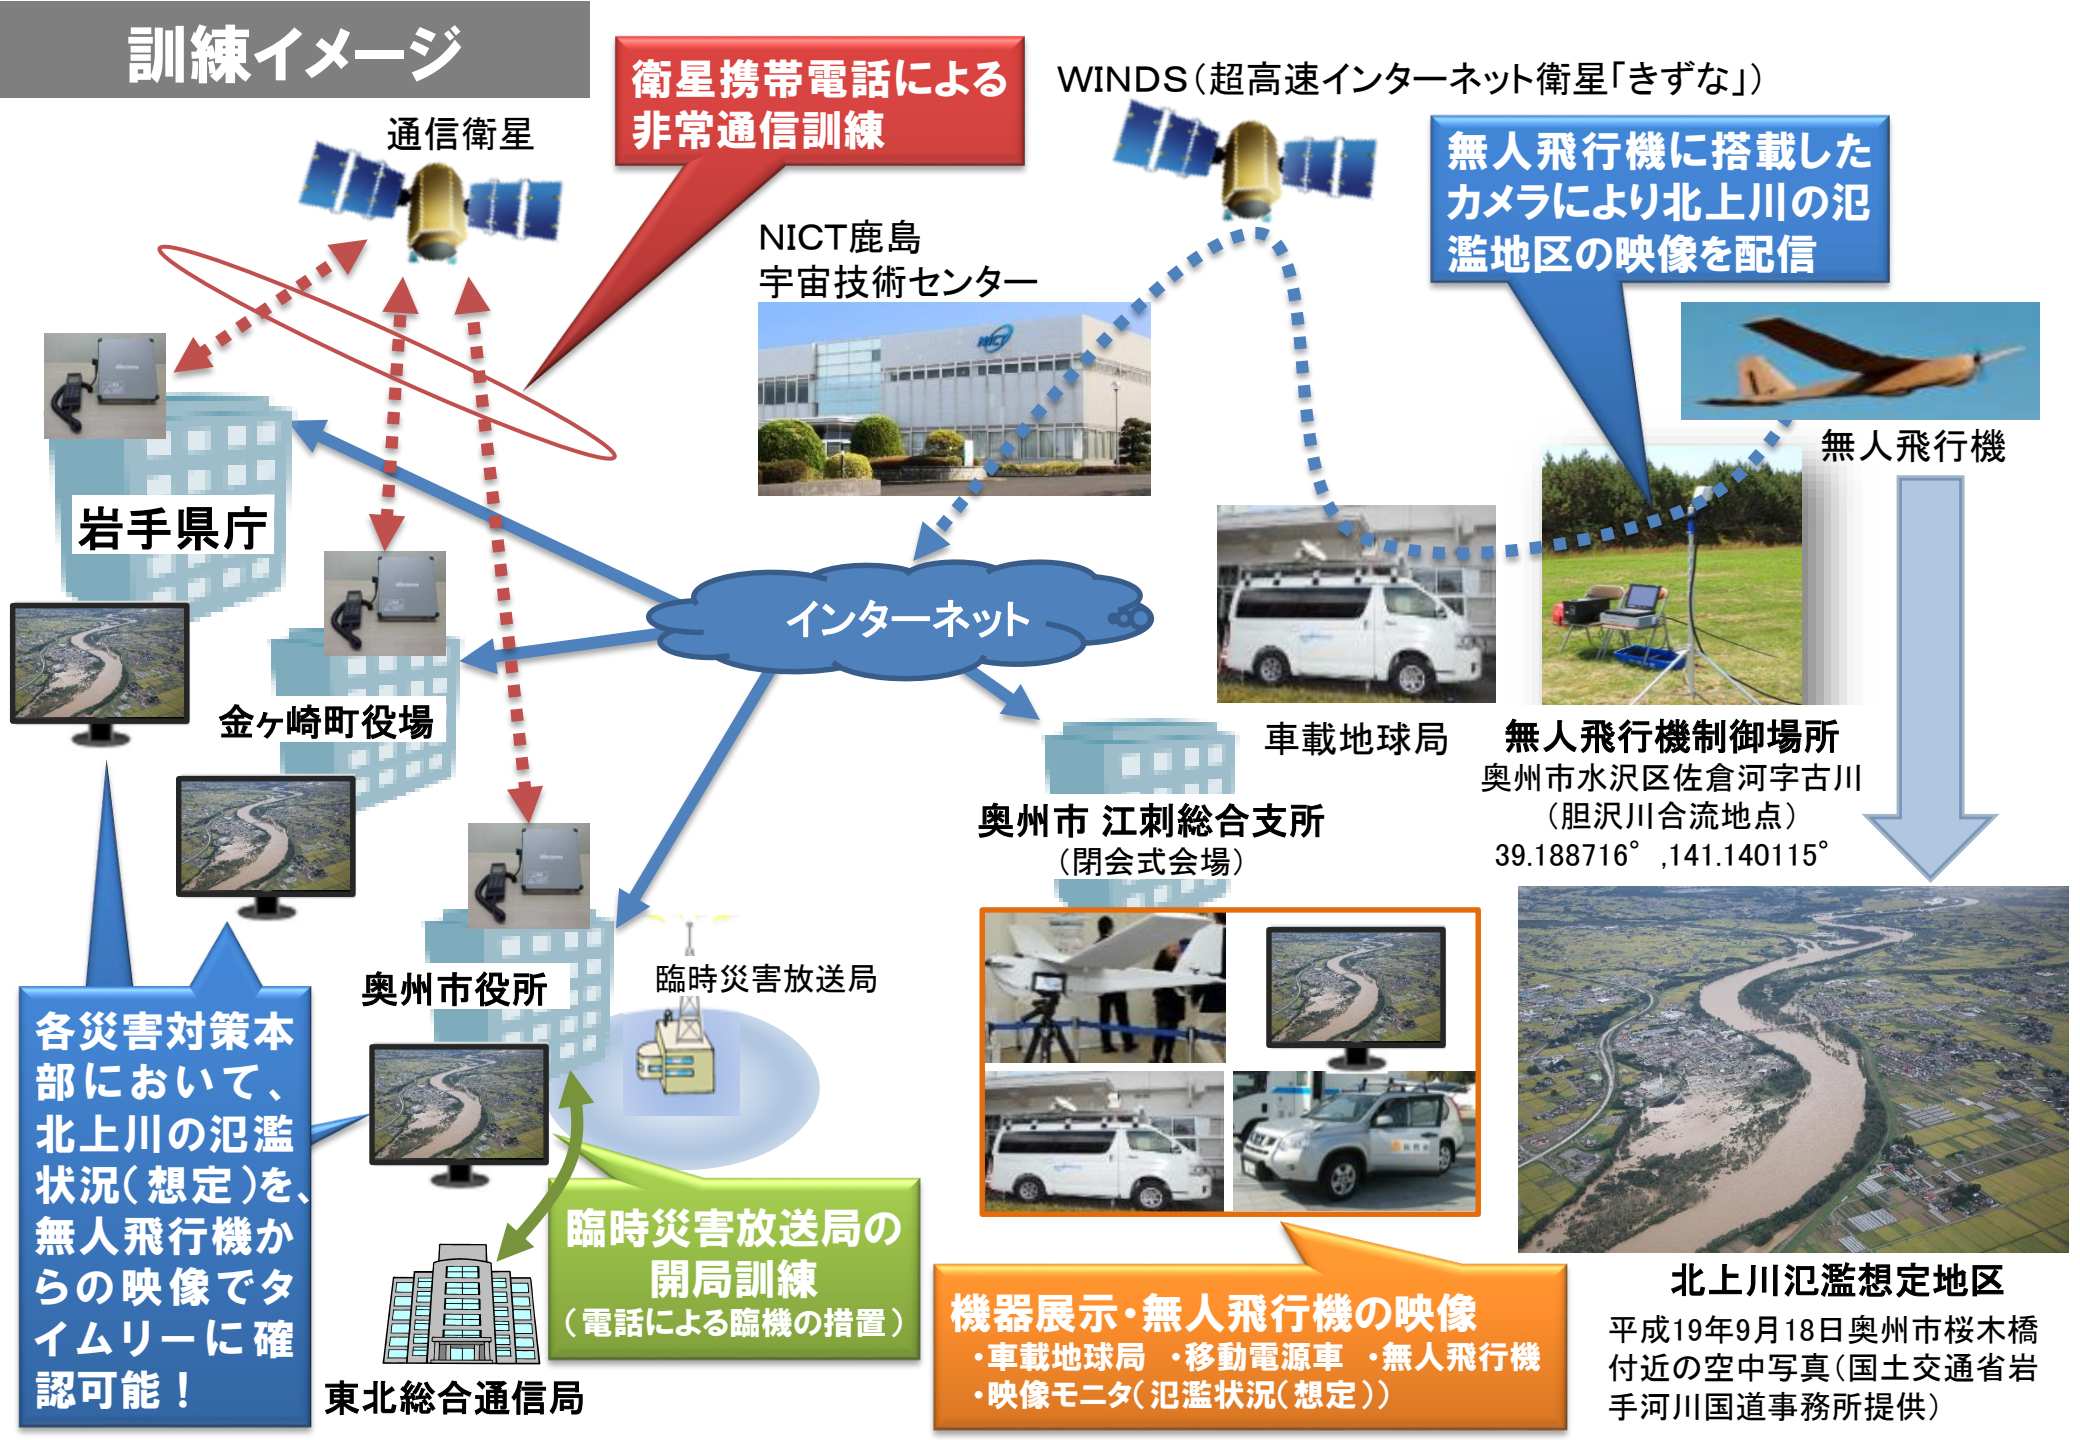 訓練イメージ
衛星携帯電話による
非常通信訓練
WINDS（超高速インターネット衛星「きずな」）
通信衛星
無人飛行機に搭載した
カメラにより北上川の氾
濫地区の映像を配信
NICT鹿島
宇宙技術センター
NICT
無人飛行機
岩手県庁
インターネット
金ヶ崎町役場
車載地球局
無人飛行機制御場所
奥州市水沢区佐倉河字古川
（胆沢川合流地点）
39.188716°,141.140115°
奥州市 江刺総合支所
（閉会式会場）
奥州市役所
臨時災害放送局
各災害対策本
部において、
北上川の氾濫
状況（想定）を、
無人飛行機か
らの映像でタ
イムリーに確
認可能！
臨時災害放送局の
開局訓練
（電話による臨機の措置）
東北総合通信局
機器展示・無人飛行機の映像
・車載地球局 ・移動電源車 ・無人飛行機
・映像モニタ（氾濫状況（想定））
北上川氾濫想定地区
平成19年9月18日奥州市桜木橋
付近の空中写真（国土交通省岩
手河川国道事務所提供）